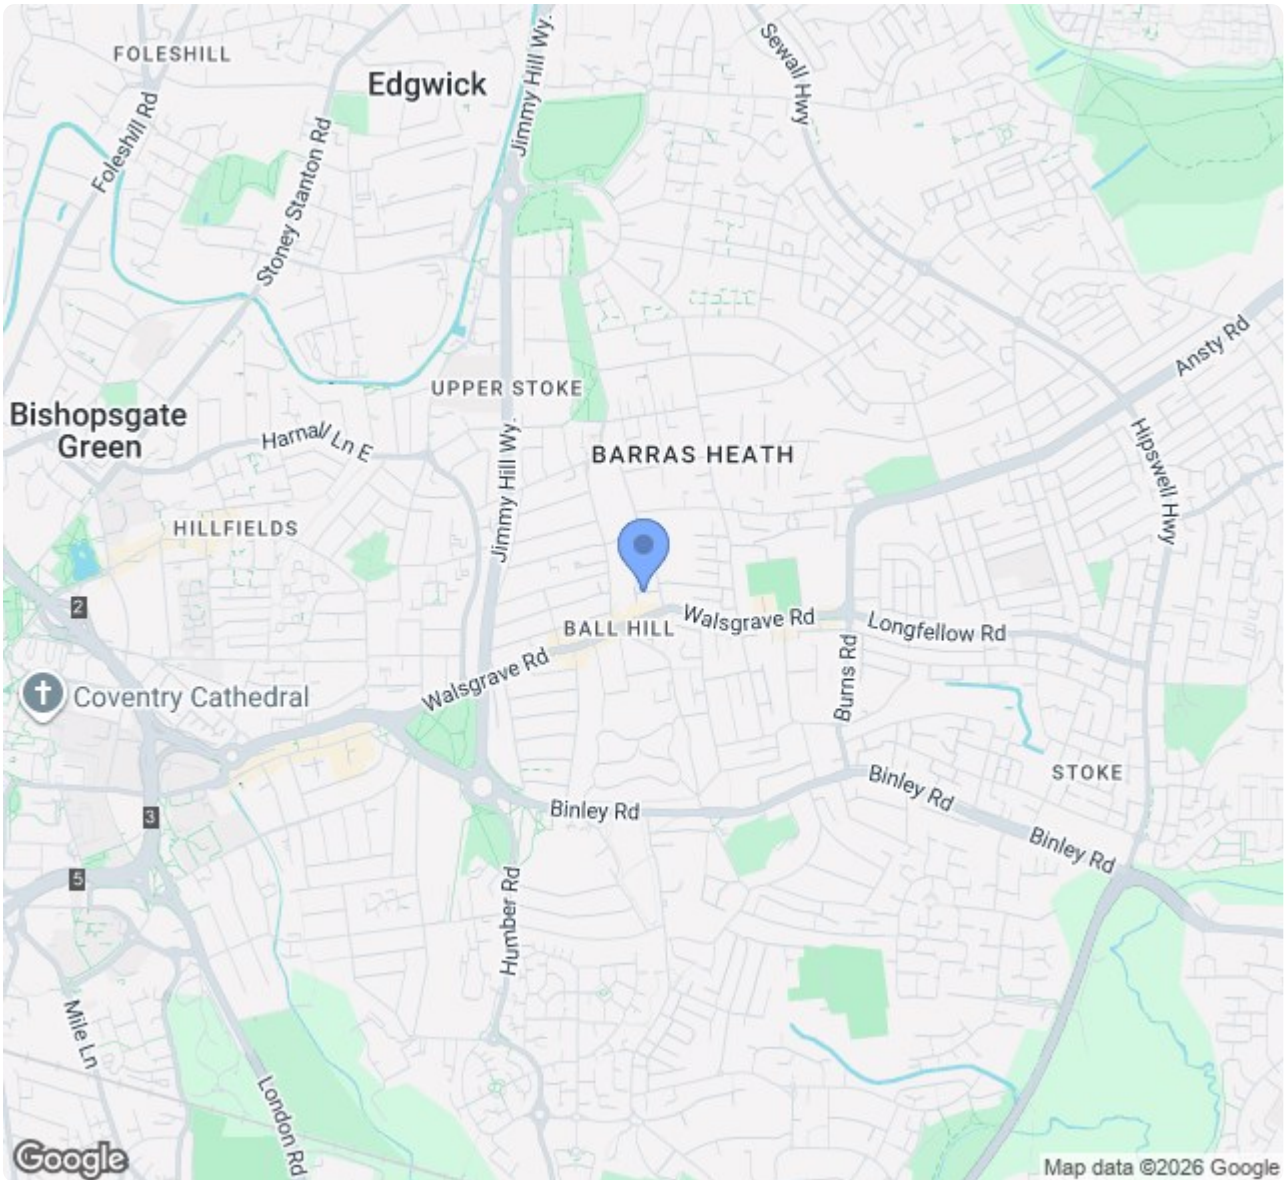 FOLESHILL
Edgwick
Jimmy Hill Wy.
Sewall Hwy
Foleshill Rd
Stoney Stanton Rd
Ansty Rd
UPPER STOKE
Bishopsgate
Green
Harnall Ln E
Jimmy Hill Wy.
BARRAS HEATH
Hipswell Hwy
HILLFIELDS
2
BALL HILL
Walsgrave Rd
Longfellow Rd
Walsgrave Rd
Burns Rd
Coventry Cathedral
STOKE
Binley Rd
Binley Rd
Binley Rd
3
5
Humber Rd
Mile Ln
London Rd
Google
Map data ©2026 Google